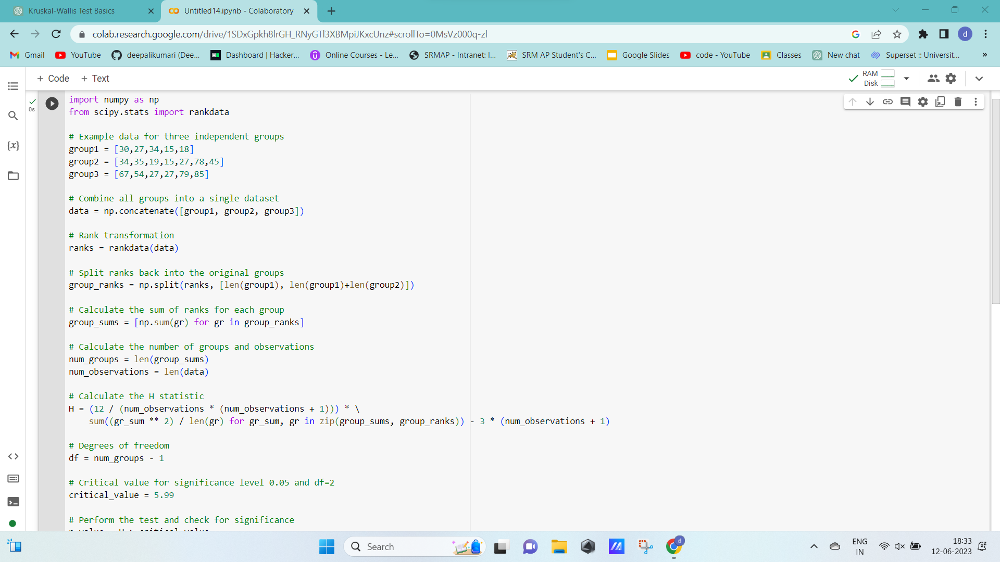 Kruskal-Wallis Test Basics
Untitled14.ipynb - Colaboratory
colab.research.google.com/drive/1SDxGpkh8lrGH_RNyGTl3XBMpiJKxcUnz#scrollTo=0MsVz000q-zl
d
Gmail YouTube deepalikumari (Dee... Dashboard | Hacker... Online Courses - Le... SRMAP - Intranet: I... SRM AP Student's C... Google Slides code - YouTube Classes New chat Superset :: Universit... »
+ Code + Text
RAM
Disk
0s
{x}
import numpy as np
from scipy.stats import rankdata
# Example data for three independent groups
group1 = [30,27,34,15,18]
group2 = [34,35,19,15,27,78,45]
group3 = [67,54,27,27,79,85]
# Combine all groups into a single dataset
data = np.concatenate([group1, group2, group3])
# Rank transformation
ranks = rankdata(data)
# Split ranks back into the original groups
group_ranks = np.split(ranks, [len(group1), len(group1)+len(group2)])
# Calculate the sum of ranks for each group
group_sums = [np.sum(gr) for gr in group_ranks]
# Calculate the number of groups and observations
num_groups = len(group_sums)
num_observations = len(data)
# Calculate the H statistic
H = (12 / (num_observations * (num_observations + 1))) * \
sum((gr_sum ** 2) / len(gr) for gr_sum, gr in zip(group_sums, group_ranks)) - 3 * (num_observations + 1)
# Degrees of freedom
df = num_groups - 1
# Critical value for significance level 0.05 and df=2
critical_value = 5.99
# Perform the test and check for significance
Search
d
ENG
IN
18:33
12-06-2023